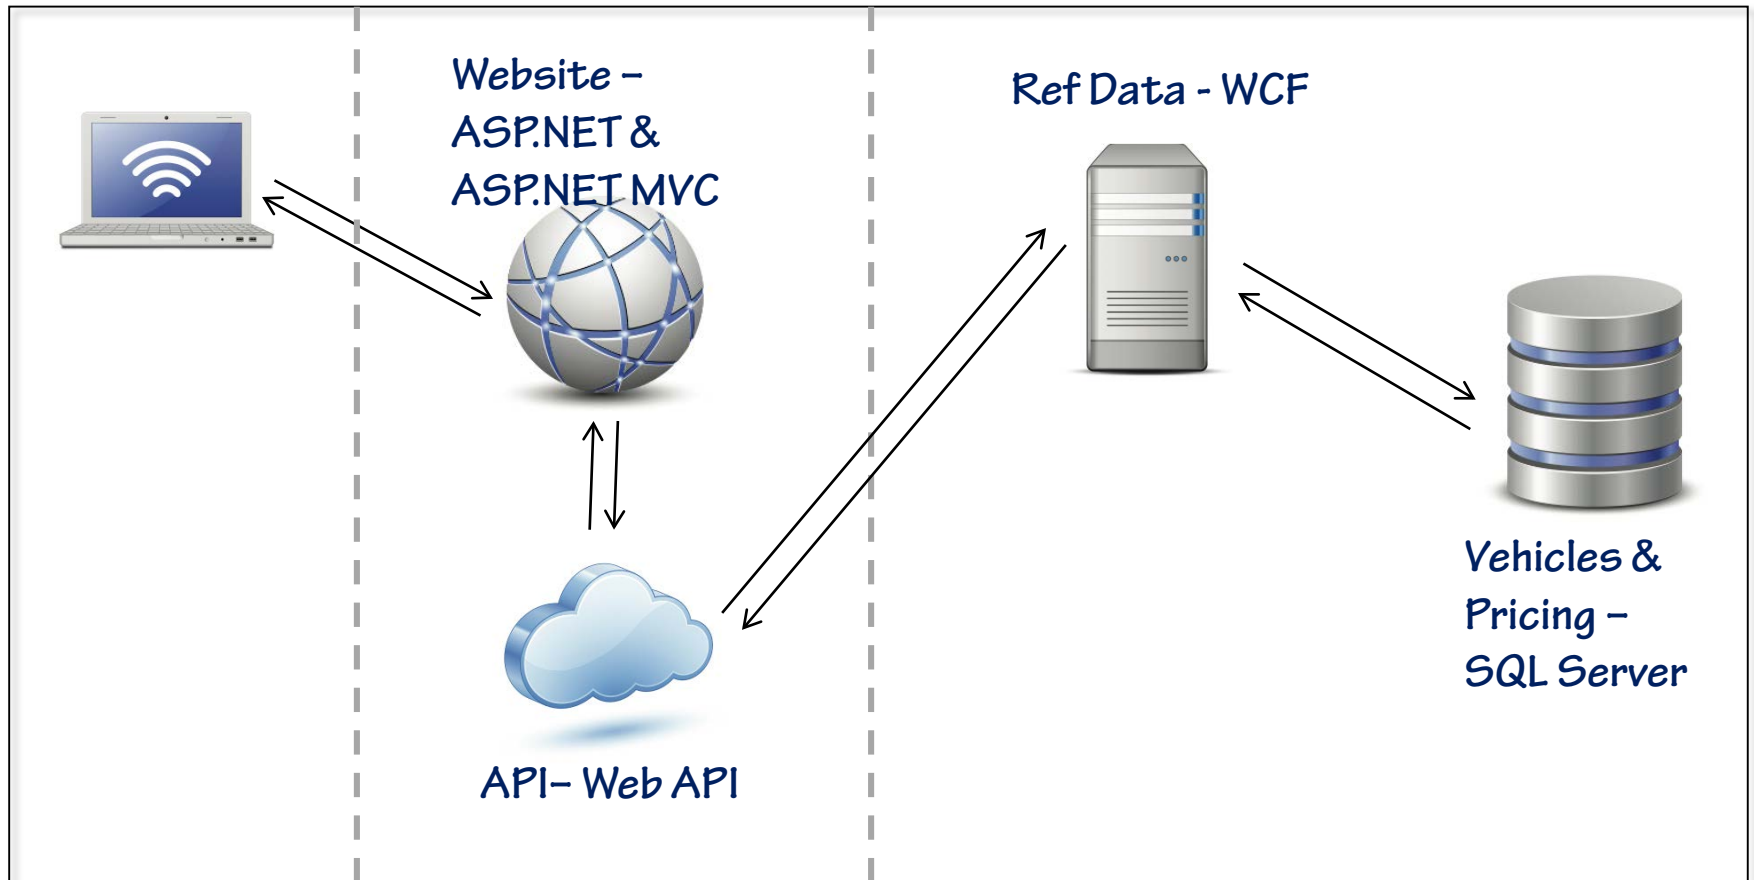 Website –
ASP.NET &
ASP.NET MVC
Ref Data - WCF
Vehicles &
Pricing –
SQL Server
API– Web API